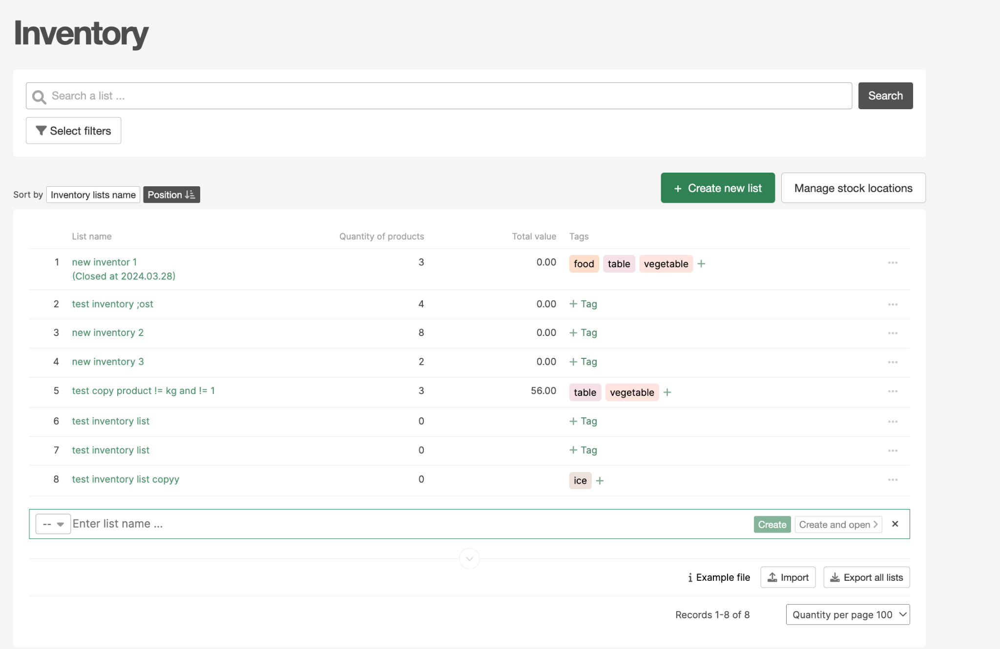 Inventory
Search a list ...
Search
Select filters
Sort by Inventory lists name Position
+ Create new list
Manage stock locations
List name Quantity of products Total value Tags
1 new inventor 1 3 0.00 food table vegetable +
(Closed at 2024.03.28)
2 test inventory ;ost 4 0.00 + Tag
3 new inventory 2 8 0.00 + Tag
4 new inventory 3 2 0.00 + Tag
5 test copy product != kg and != 1 3 56.00 table vegetable +
6 test inventory list 0 + Tag
7 test inventory list 0 + Tag
8 test inventory list copyy 0 ice +
-- Enter list name ... Create Create and open
Example file Import Export all lists
Records 1-8 of 8 Quantity per page 100